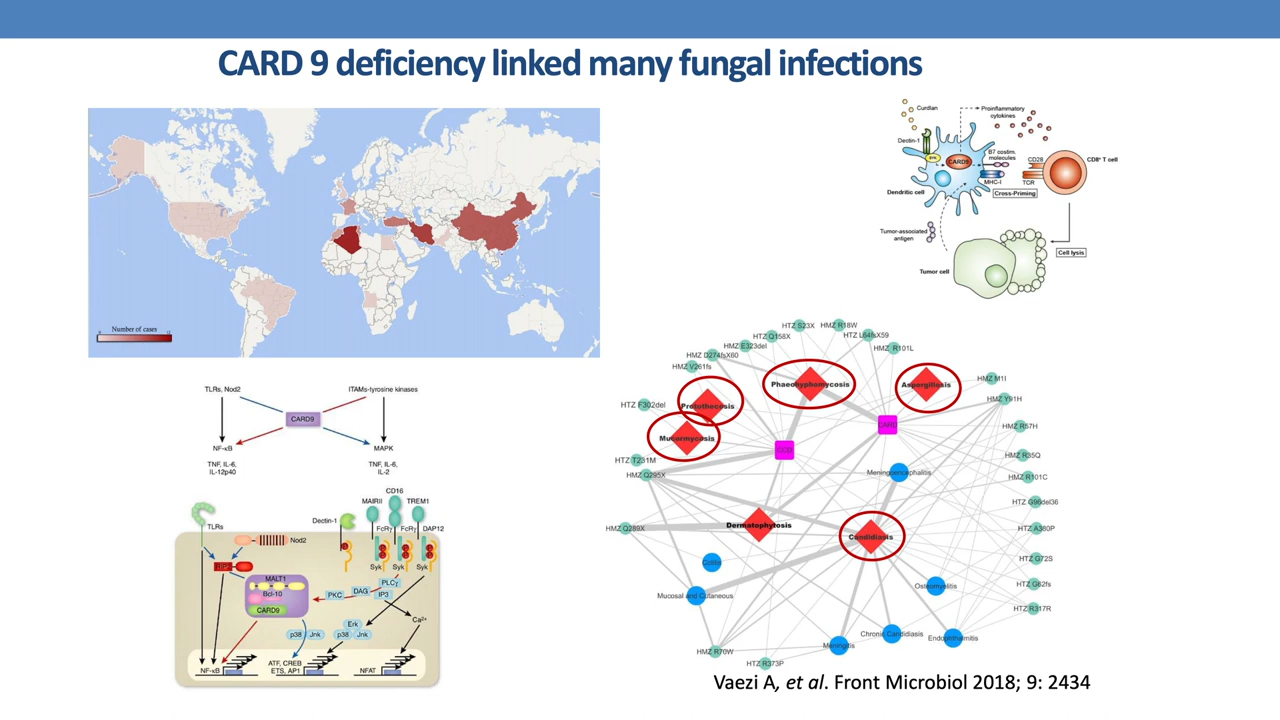 CARD 9 deficiency linked many fungal infections
Number of cases
Curdian
Proinflammatory
cytokines
Dectin-1
CARD9
B7 costim.
molecules
CD28
CD8⁺ T cell
MHC-I
TCR
Dendritic cell
Cross-Priming
Tumor-associated
antigen
Cell lysis
Tumor cell
TLRs, Nod2
ITAMs-tyrosine kinases
CARD9
NF-κB
MAPK
TNF, IL-6,
IL-12p40
TNF, IL-6,
IL-2
CD16
MAIRII
TREM1
Dectin-1
TLRs
FcRγ
FcRγ
DAP12
Nod2
RIP2
Syk
Syk
Syk
MALT1
Bcl-10
CARD9
PLCγ
DAG
IP3
PKC
Ca²⁺
Erk
p38
Jnk
p38
Jnk
NF-κB
ATF, CREB
ETS, AP1
NFAT
HTZ S23X
HMZ R18W
HTZ Q158X
HTZ L64fsX59
HMZ E323del
HMZ R101L
HMZ D274fsX60
HMZ V261fs
Phaeohyphomycosis
Aspergillosis
HMZ M1I
HMZ Y91H
HTZ F302del
Prototheosis
CARD
HMZ R57H
Mucormycosis
CGD
HTZ T231M
HMZ R35Q
HMZ Q295X
Meningoencephalitis
HMZ R101C
HTZ G96del36
HMZ Q289X
Dermatophytosis
Candidiasis
HTZ A380P
Colitis
HTZ G72S
Osteomyelitis
HTZ G62fs
Mucosal and Cutaneous
HTZ R317R
Chronic Candidiasis
Endophthalmitis
Meningitis
HMZ R70W
HTZ R373P
Vaezi A, et al. Front Microbiol 2018; 9: 2434